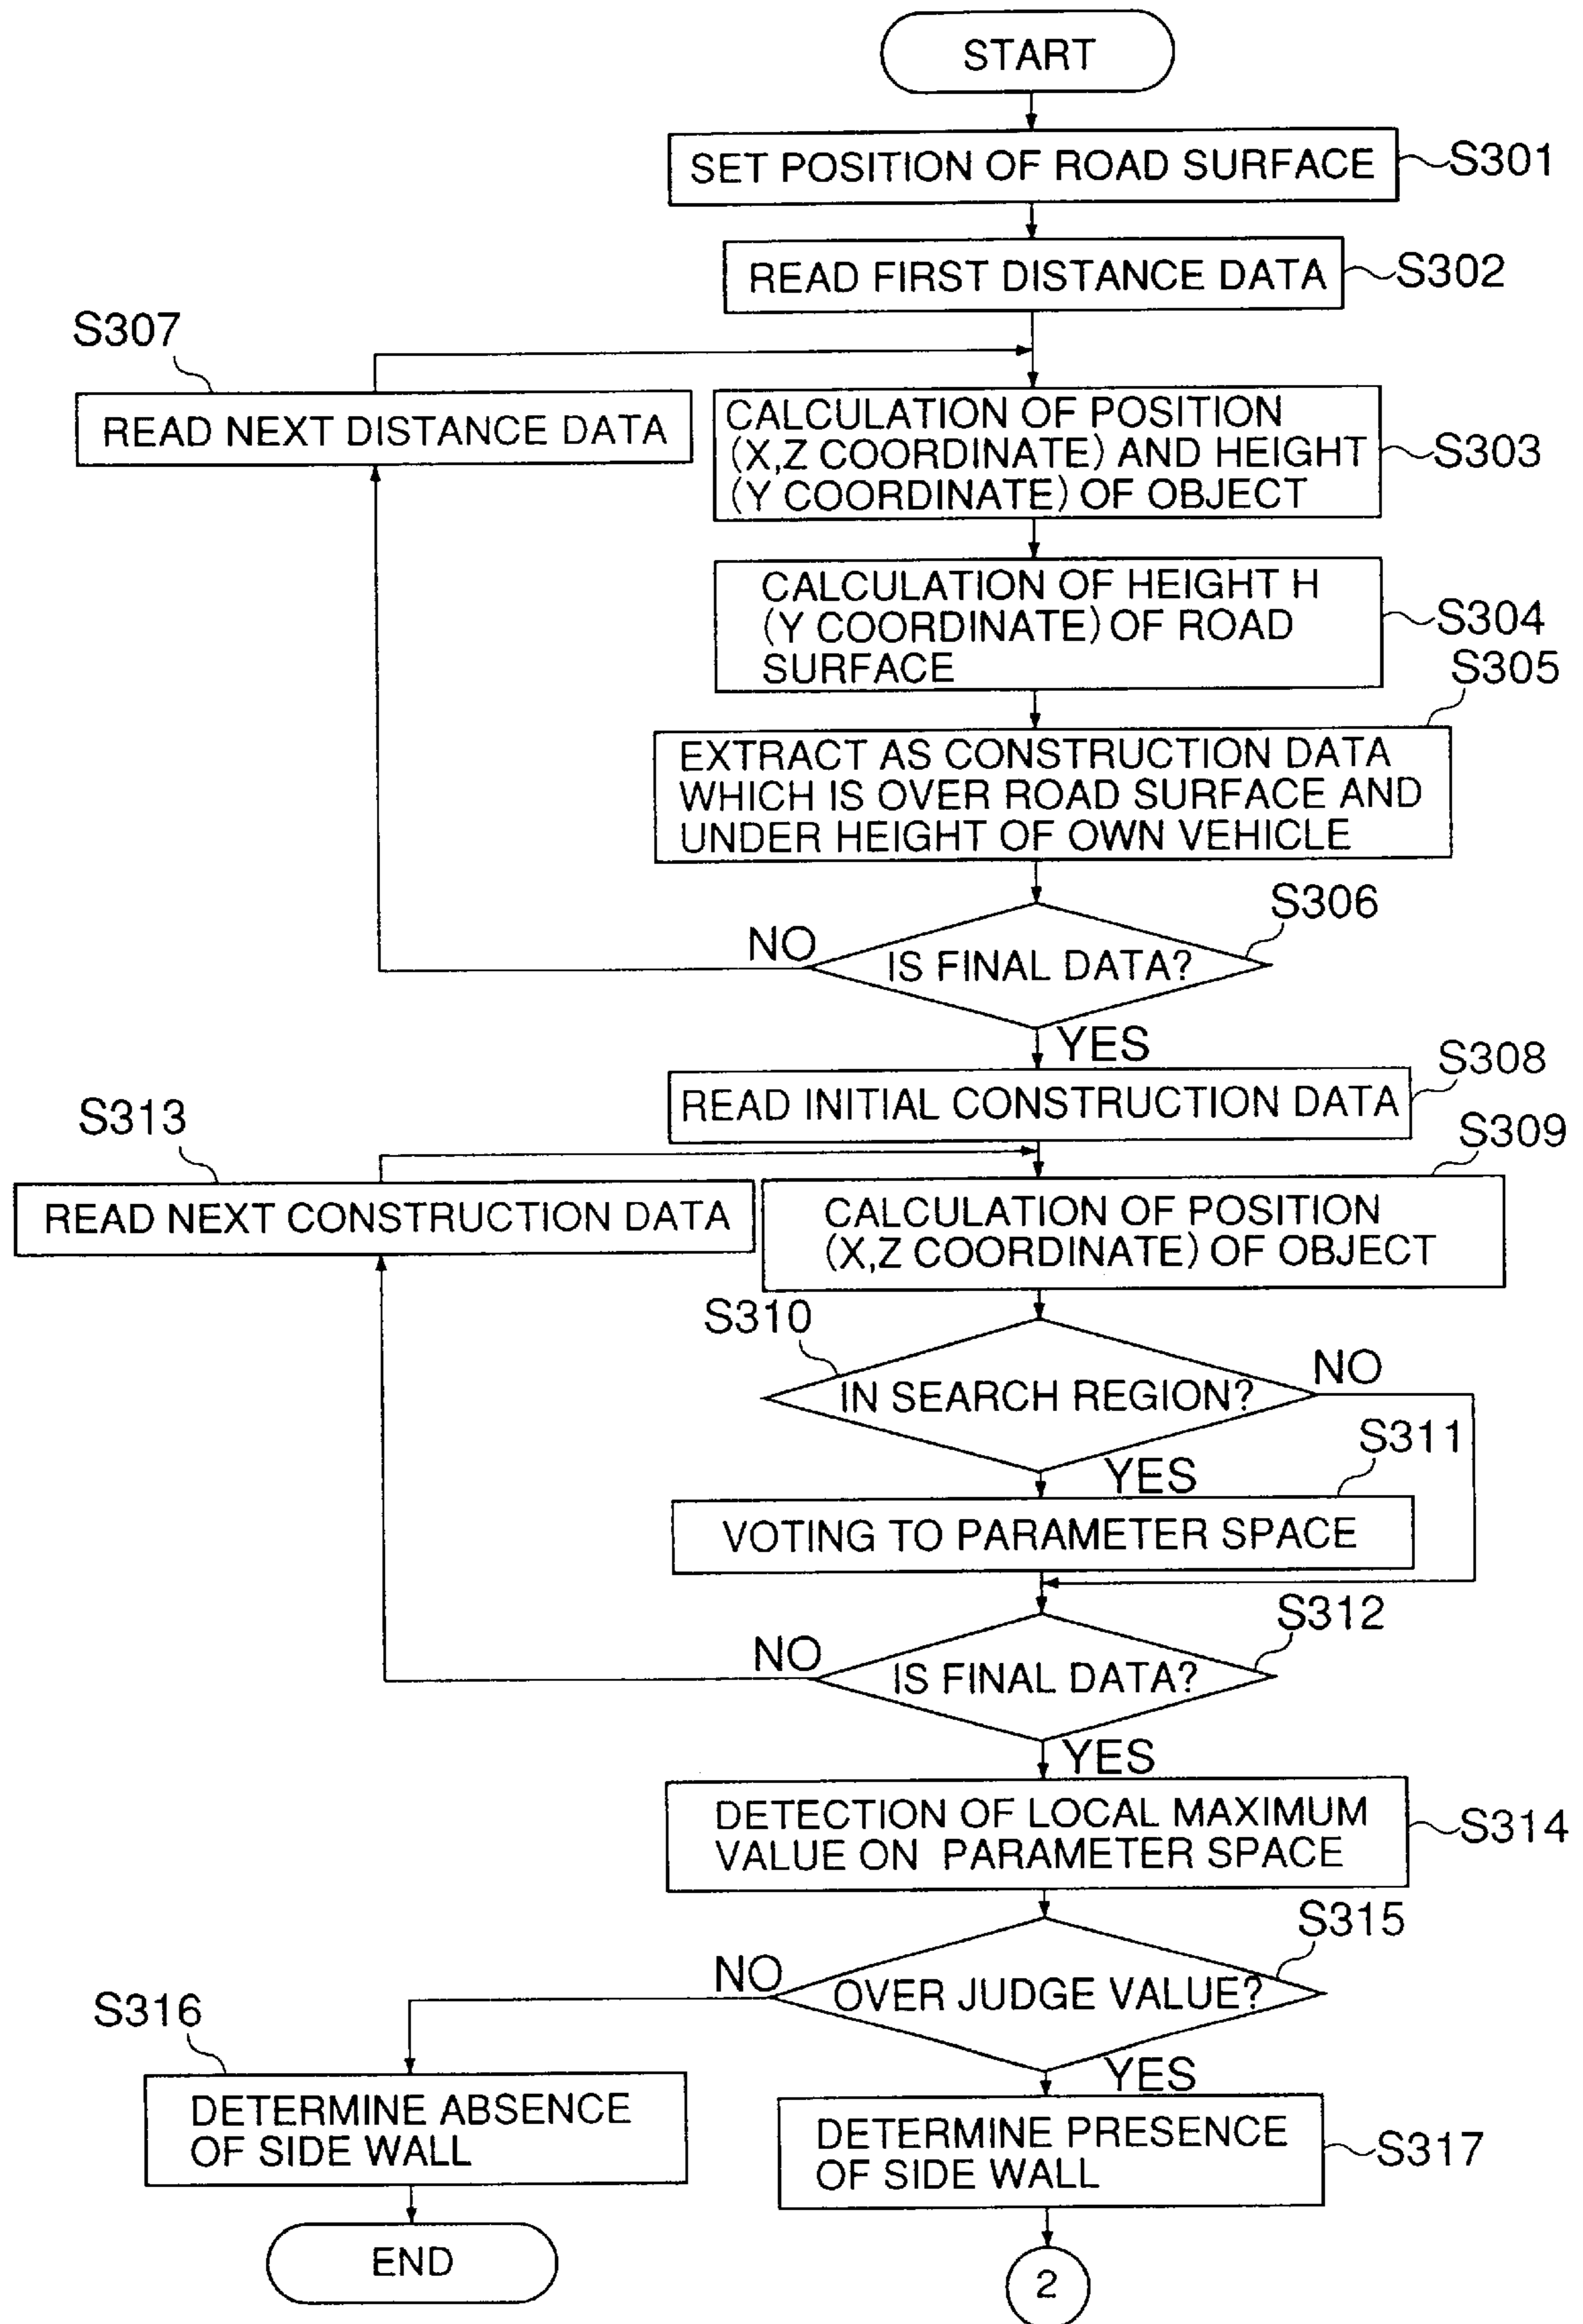 START
SET POSITION OF ROAD SURFACE
S301
READ FIRST DISTANCE DATA
S302
S307
READ NEXT DISTANCE DATA
CALCULATION OF POSITION
(X,Z COORDINATE) AND HEIGHT
(Y COORDINATE) OF OBJECT
S303
CALCULATION OF HEIGHT H
(Y COORDINATE) OF ROAD
SURFACE
S304
S305
EXTRACT AS CONSTRUCTION DATA
WHICH IS OVER ROAD SURFACE AND
UNDER HEIGHT OF OWN VEHICLE
S306
NO
IS FINAL DATA?
YES
S308
READ INITIAL CONSTRUCTION DATA
S313
S309
READ NEXT CONSTRUCTION DATA
CALCULATION OF POSITION
(X,Z COORDINATE) OF OBJECT
S310
NO
IN SEARCH REGION?
S311
YES
VOTING TO PARAMETER SPACE
S312
NO
IS FINAL DATA?
YES
DETECTION OF LOCAL MAXIMUM
VALUE ON PARAMETER SPACE
S314
S315
NO
OVER JUDGE VALUE?
S316
YES
DETERMINE ABSENCE
OF SIDE WALL
DETERMINE PRESENCE
OF SIDE WALL
S317
END
2